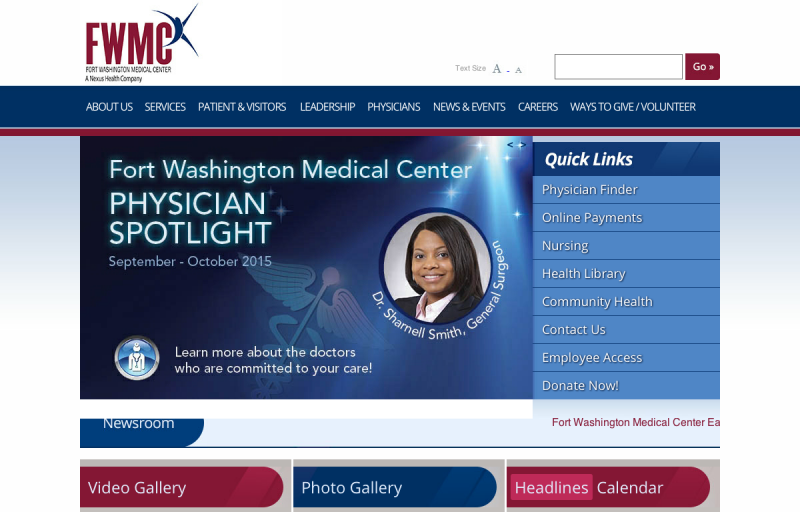 FWMC
FORT WASHINGTON MEDICAL CENTER
A Nexus Health Company
Text Size A - A
Go »
ABOUT US SERVICES PATIENT & VISITORS LEADERSHIP PHYSICIANS NEWS & EVENTS CAREERS WAYS TO GIVE / VOLUNTEER
< >
Fort Washington Medical Center
PHYSICIAN
SPOTLIGHT
September - October 2015
Dr. Sharnell Smith, General Surgeon
Learn more about the doctors
who are committed to your care!
Quick Links
Physician Finder
Online Payments
Nursing
Health Library
Community Health
Contact Us
Employee Access
Donate Now!
Newsroom
Fort Washington Medical Center Ea
Video Gallery
Photo Gallery
Headlines Calendar